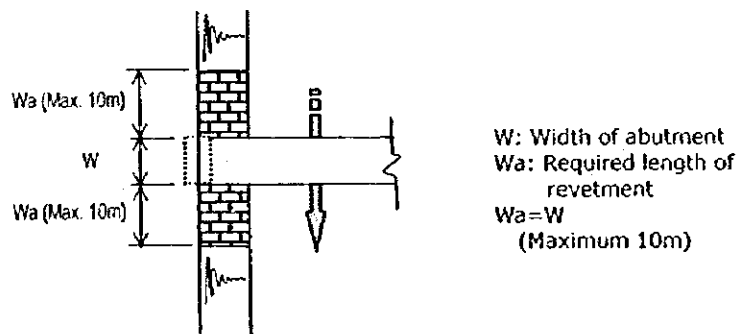 Wa (Max. 10m)
W
Wa (Max. 10m)
W: Width of abutment
Wa: Required length of
revetment
Wa=W
(Maximum 10m)